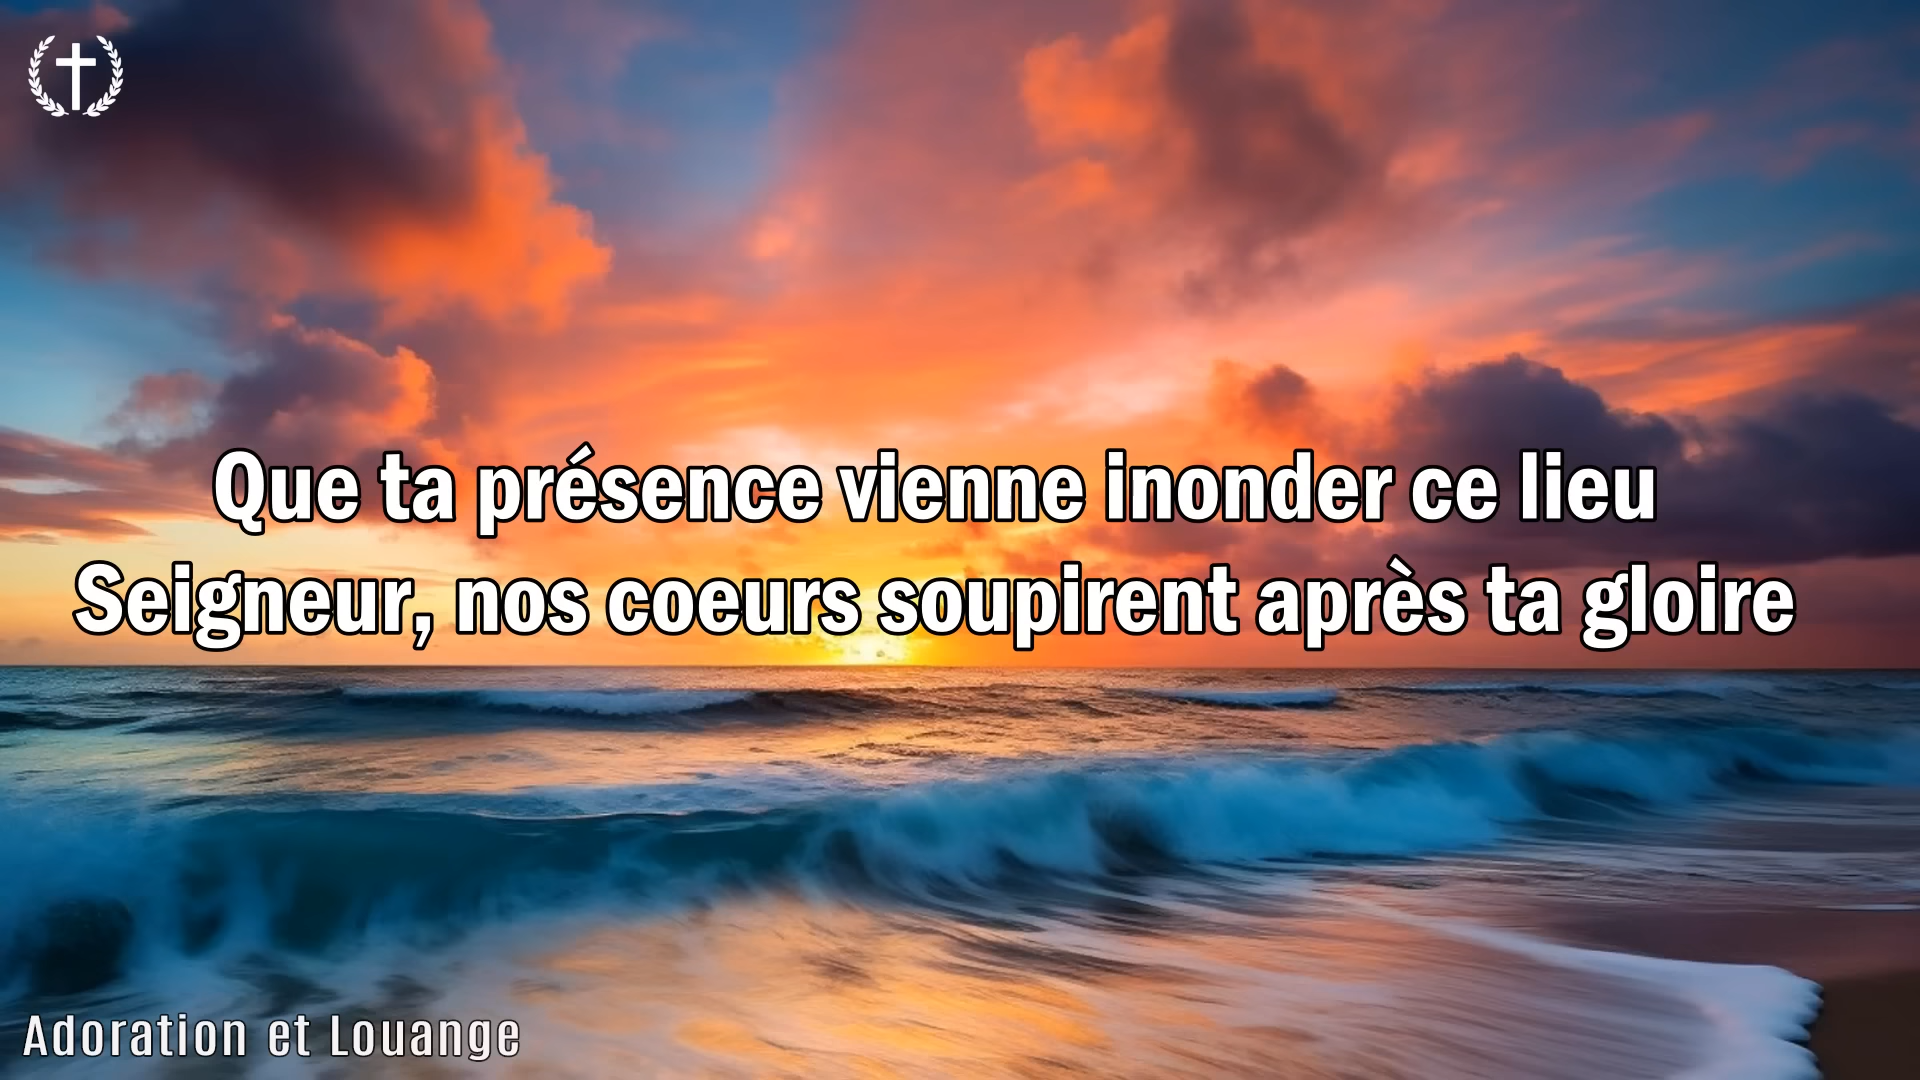 Que ta présence vienne inonder ce lieu
Seigneur, nos coeurs soupirent après ta gloire
Adoration et Louange